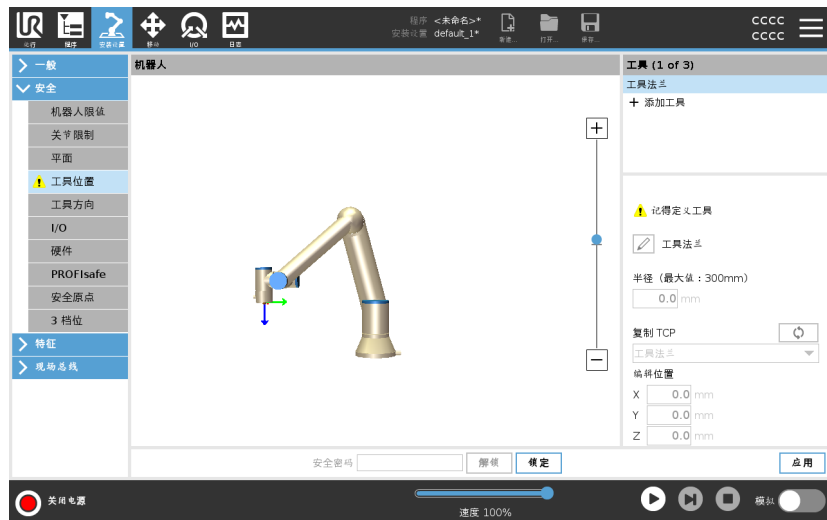 UR
运行
程序
安装设置
移动
I/O
日志
程序 <未命名>*
安装设置 default_1*
新建...
打开...
保存...
CCCC
CCCC
一般
安全
机器人限值
关节限制
平面
工具位置
工具方向
I/O
硬件
PROFIsafe
安全原点
3 档位
特征
现场总线
机器人
工具 (1 of 3)
工具法兰
添加工具
记得定义工具
工具法兰
半径（最大值：300mm）
0.0 mm
复制 TCP
工具法兰
编辑位置
X 0.0 mm
Y 0.0 mm
Z 0.0 mm
安全密码
解锁
锁定
应用
关闭电源
速度 100%
模拟